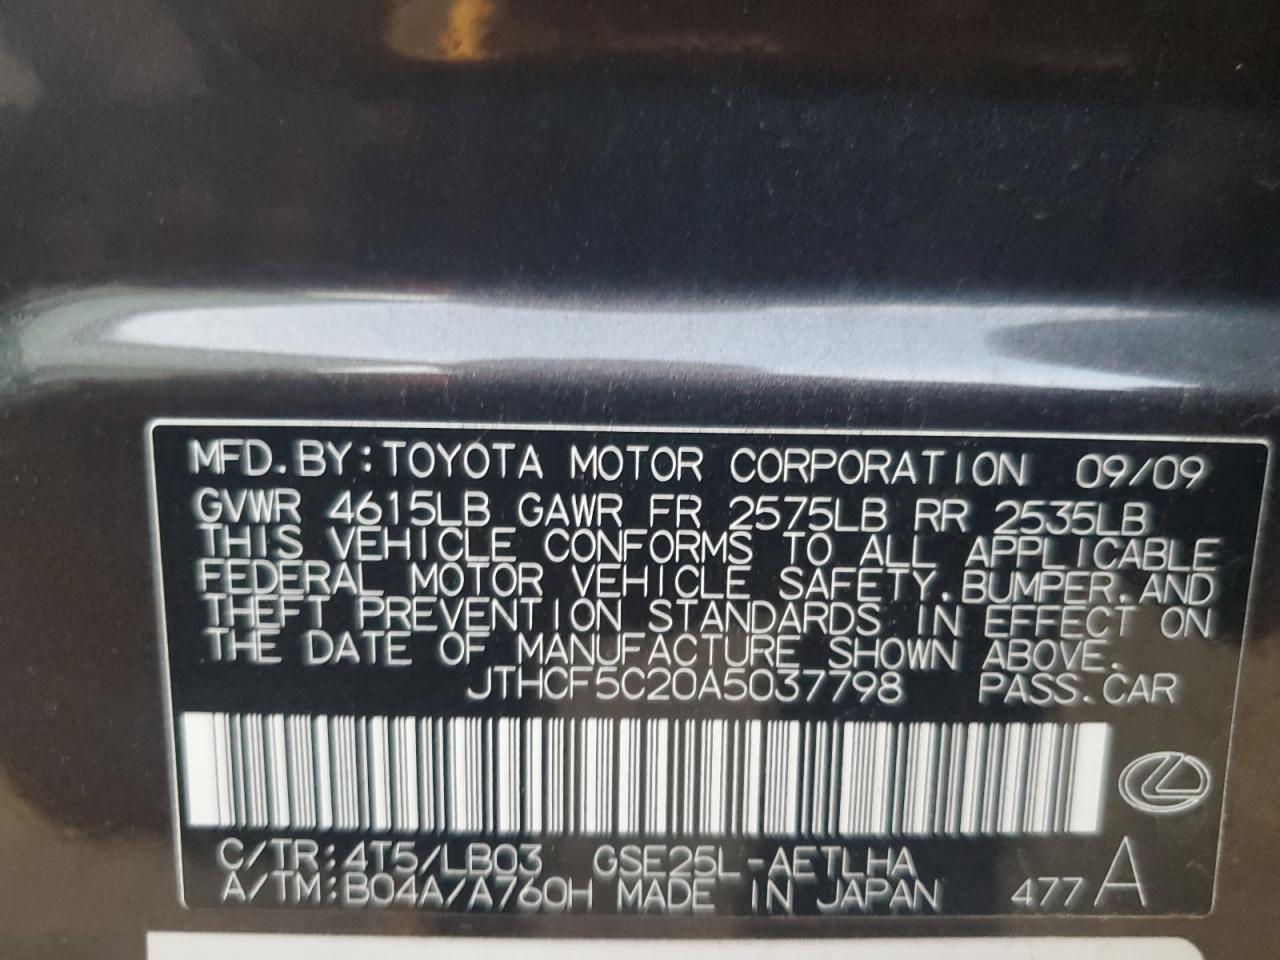 MFD.BY:TOYOTA MOTOR CORPORATION 09/09
GVWR 4615LB GAWR FR 2575LB RR 2535LB
THIS VEHICLE CONFORMS TO ALL APPLICABLE
FEDERAL MOTOR VEHICLE SAFETY,BUMPER,AND
THEFT PREVENTION STANDARDS IN EFFECT ON
THE DATE OF MANUFACTURE SHOWN ABOVE.
JTHCF5C20A5037798 PASS.CAR
C/TR:4T5/LB03 GSE25L-AETLHA
A/TM:B04A/A760H MADE IN JAPAN 477 A